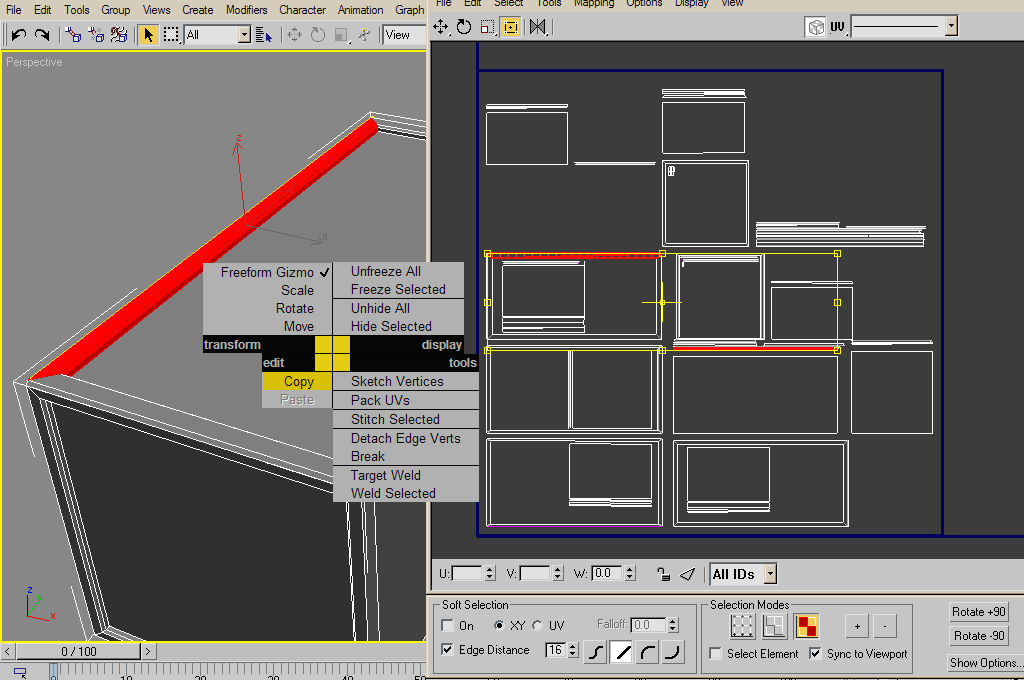 File Edit Tools Group Views Create Modifiers Character Animation Graph
File Edit Select Tools Mapping Options Display View
All
View
UV
Perspective
z
x
Freeform Gizmo
Scale
Rotate
Move
transform
Unfreeze All
Freeze Selected
Unhide All
Hide Selected
display
edit
Copy
Paste
tools
Sketch Vertices
Pack UVs
Stitch Selected
Detach Edge Verts
Break
Target Weld
Weld Selected
z
y
x
U: V: W: 0.0 All IDs
Soft Selection
On XY UV Falloff: 0.0
Edge Distance 16
Selection Modes
+ -
Select Element Sync to Viewport
Rotate +90
Rotate -90
Show Options...
< 0 / 100 >
0 10 20 30 40 50